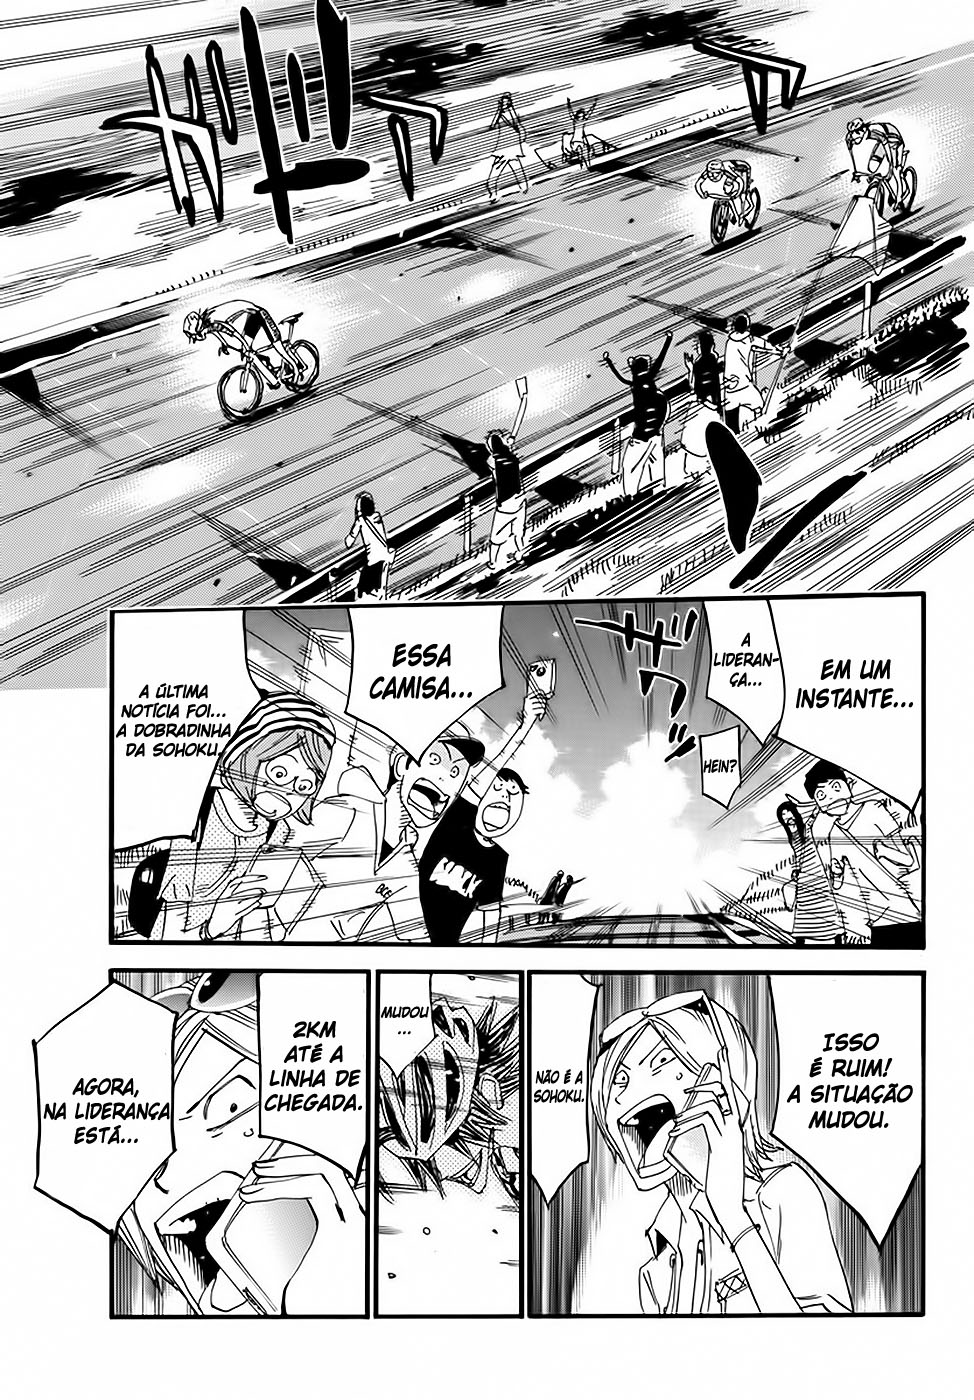 EM UM
INSTANTE...
A
LIDERAN-
ÇA...
HEIN?
ESSA
CAMISA...
A ÚLTIMA
NOTÍCIA FOI...
A DOBRADINHA
DA SOHOKU.
ISSO
É RUIM!
A SITUAÇÃO
MUDOU.
NÃO É A
SOHOKU.
MUDOU
...
2KM
ATÉ A
LINHA DE
CHEGADA.
AGORA,
NA LIDERANÇA
ESTÁ...